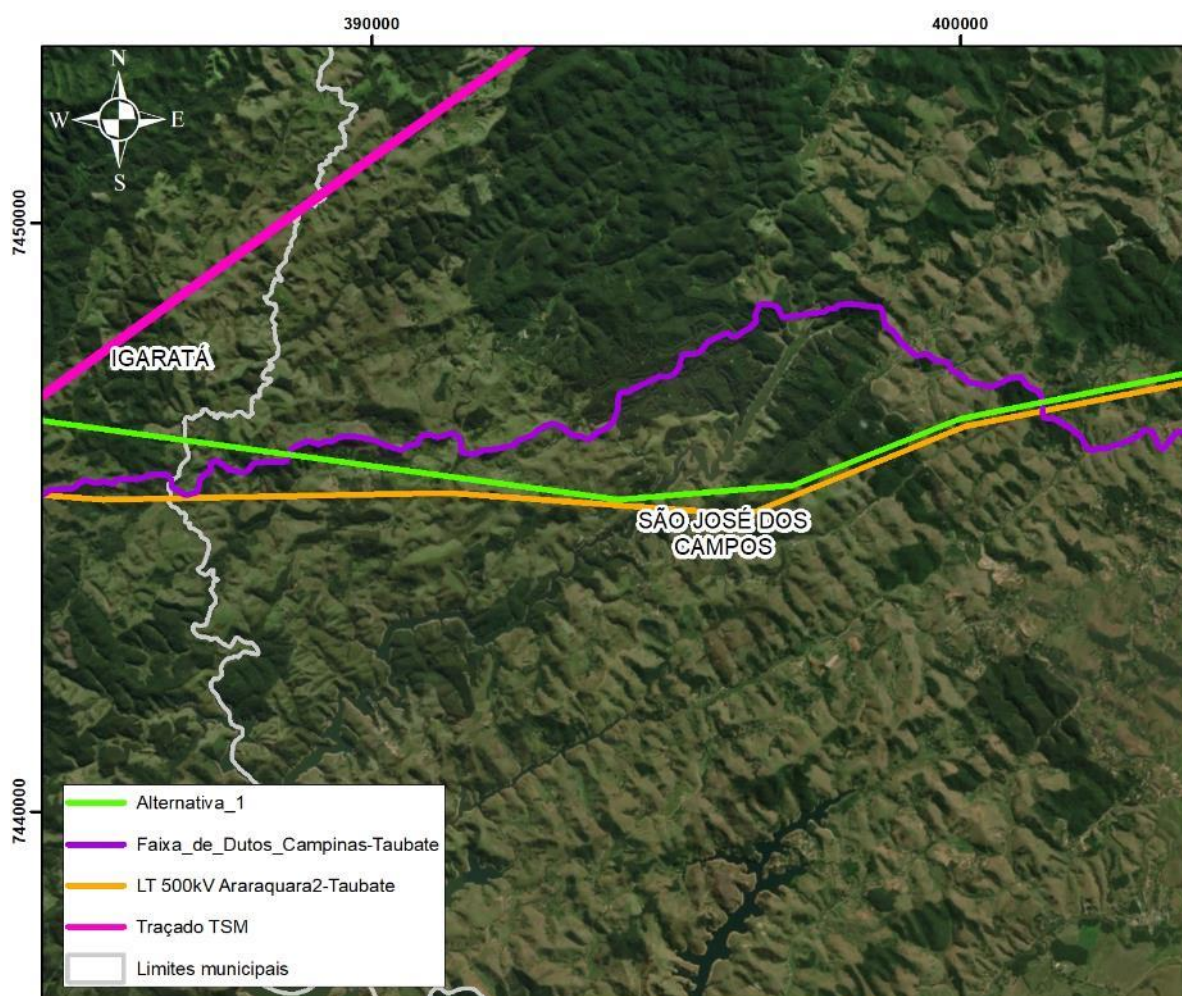 390000
400000
N
W
E
S
7450000
IGARATÁ
SÃO JOSÉ DOS
CAMPOS
7440000
Alternativa_1
Faixa_de_Dutos_Campinas-Taubate
LT 500kV Araraquara2-Taubate
Traçado TSM
Limites municipais